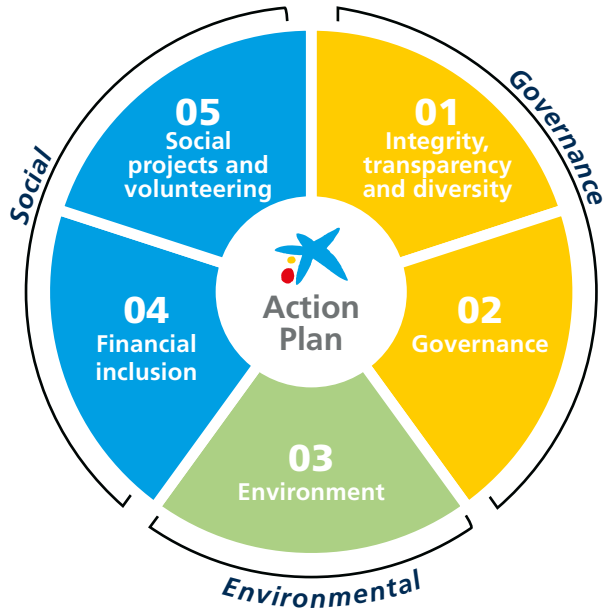 05
Social
projects and
volunteering
01
Integrity,
transparency
and diversity
Governance
Social
Action
Plan
04
Financial
inclusion
02
Governance
03
Environment
Environmental